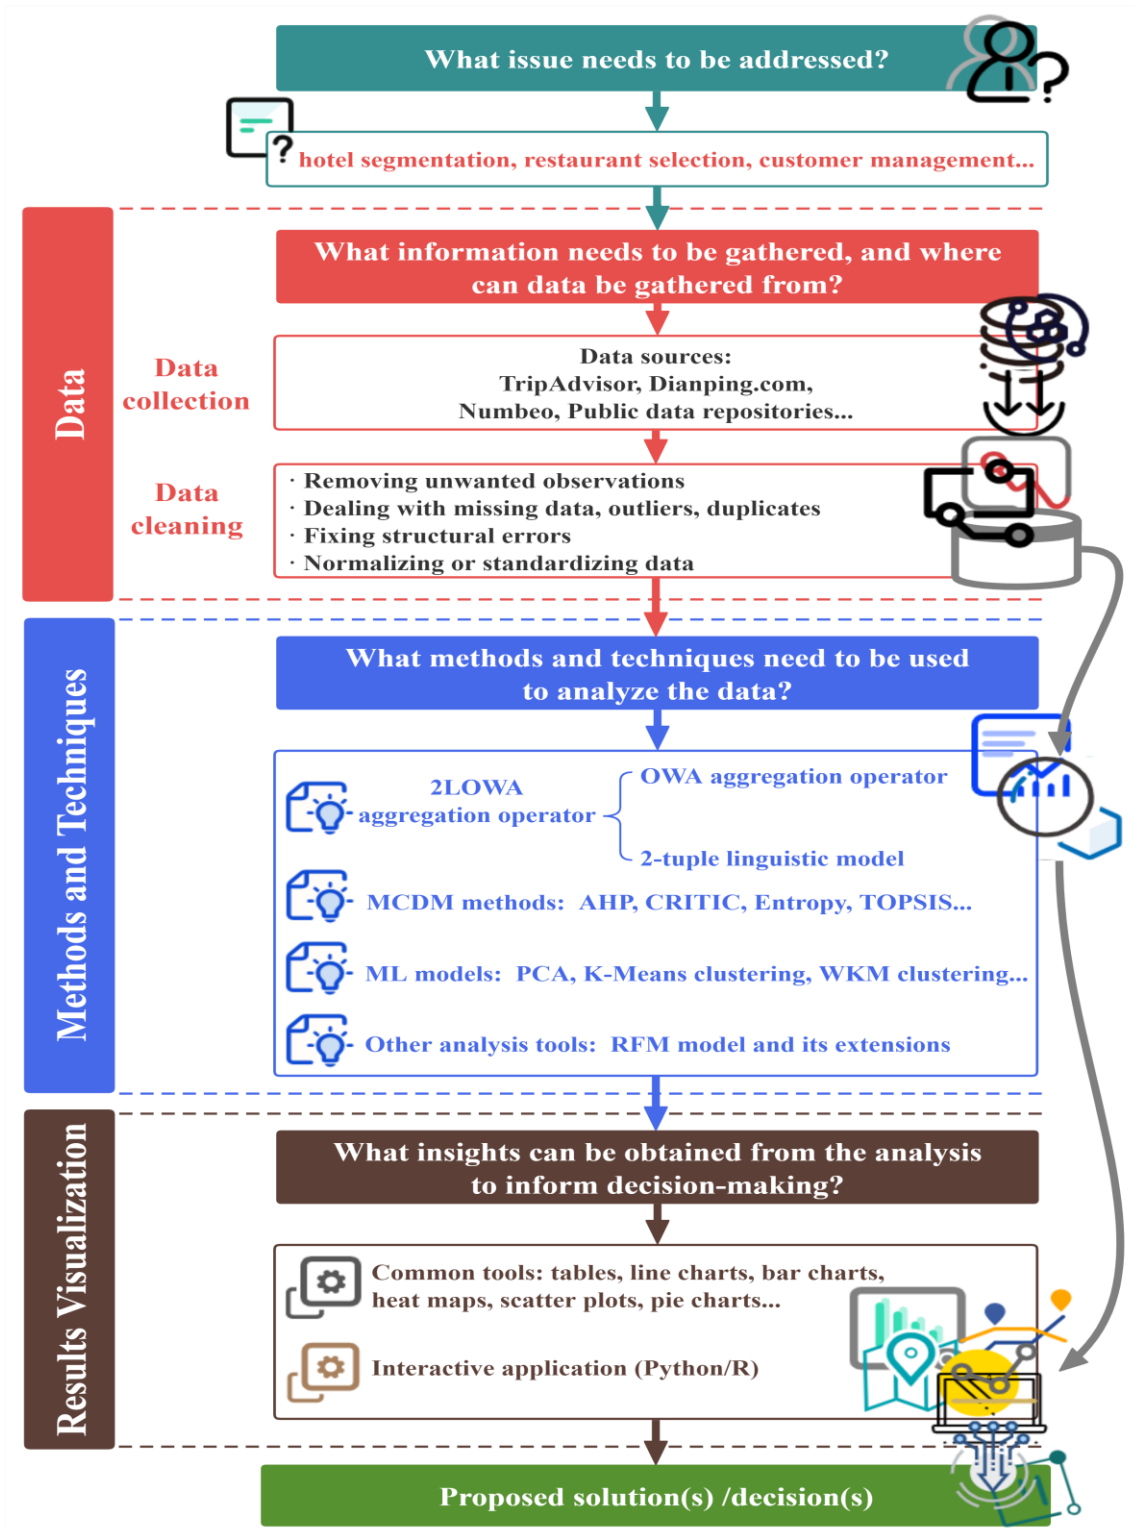 What issue needs to be addressed?
hotel segmentation, restaurant selection, customer management...
Data
What information needs to be gathered, and where
can data be gathered from?
Data
collection
Data sources:
TripAdvisor, Dianping.com,
Numbeo, Public data repositories...
Data
cleaning
· Removing unwanted observations
· Dealing with missing data, outliers, duplicates
· Fixing structural errors
· Normalizing or standardizing data
Methods and Techniques
What methods and techniques need to be used
to analyze the data?
2LOWA
aggregation operator
OWA aggregation operator
2-tuple linguistic model
MCDM methods: AHP, CRITIC, Entropy, TOPSIS...
ML models: PCA, K-Means clustering, WKM clustering...
Other analysis tools: RFM model and its extensions
Results Visualization
What insights can be obtained from the analysis
to inform decision-making?
Common tools: tables, line charts, bar charts,
heat maps, scatter plots, pie charts...
Interactive application (Python/R)
Proposed solution(s) /decision(s)